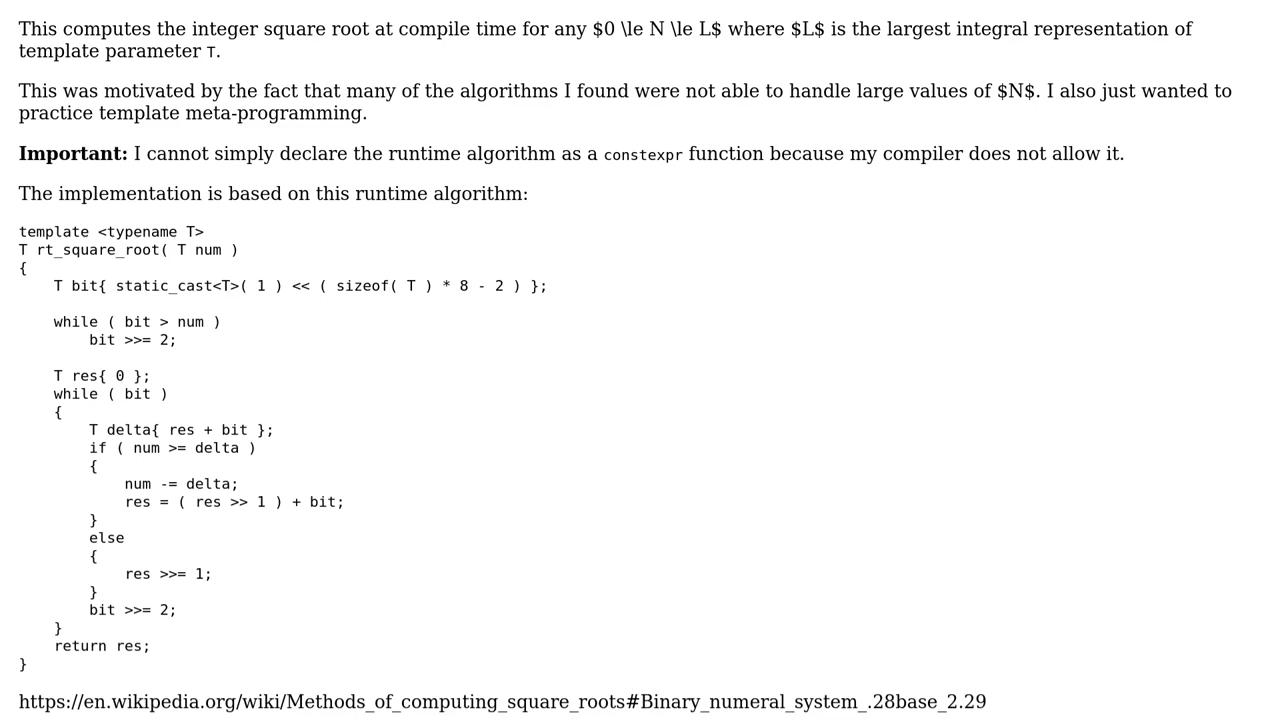 This computes the integer square root at compile time for any $0 \le N \le L$ where $L$ is the largest integral representation of
template parameter T.
This was motivated by the fact that many of the algorithms I found were not able to handle large values of $N$. I also just wanted to
practice template meta-programming.
Important: I cannot simply declare the runtime algorithm as a constexpr function because my compiler does not allow it.
The implementation is based on this runtime algorithm:
template <typename T>
T rt_square_root( T num )
{
    T bit{ static_cast<T>( 1 ) << ( sizeof( T ) * 8 - 2 ) };
    while ( bit > num )
        bit >>= 2;
    T res{ 0 };
    while ( bit )
    {
        T delta{ res + bit };
        if ( num >= delta )
        {
            num -= delta;
            res = ( res >> 1 ) + bit;
        }
        else
        {
            res >>= 1;
        }
        bit >>= 2;
    }
    return res;
}
https://en.wikipedia.org/wiki/Methods_of_computing_square_roots#Binary_numeral_system_.28base_2.29